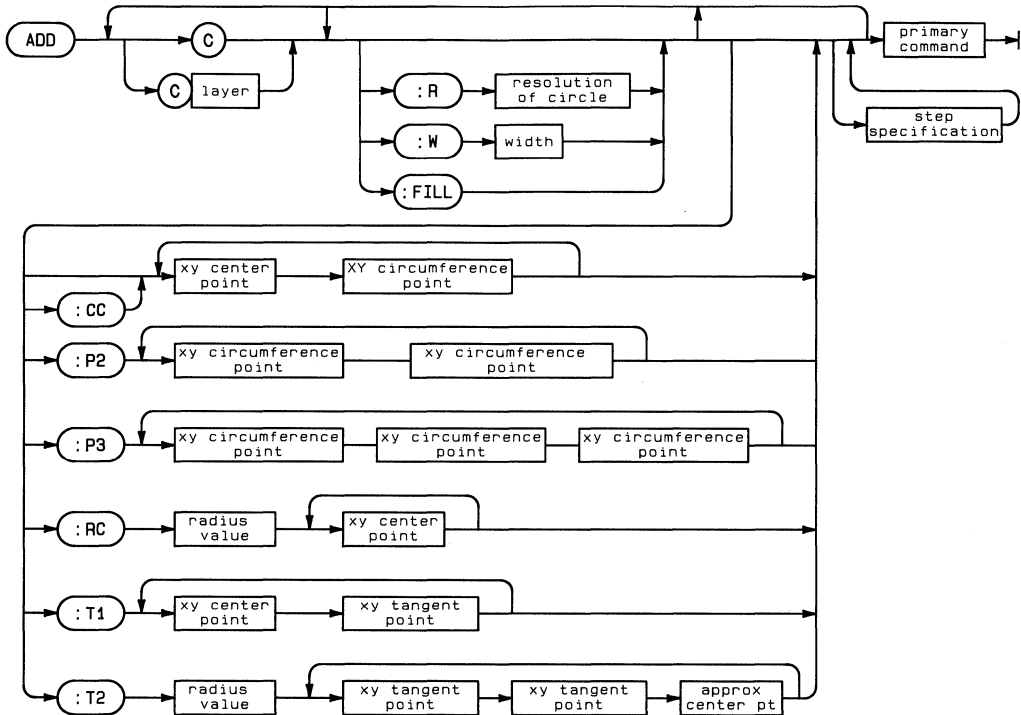 ADD
C
primary
command
C
layer
:R
resolution
of circle
step
specification
:W
width
:FILL
xy center
point
XY circumference
point
:CC
:P2
xy circumference
point
xy circumference
point
:P3
xy circumference
point
xy circumference
point
xy circumference
point
:RC
radius
value
xy center
point
:T1
xy center
point
xy tangent
point
:T2
radius
value
xy tangent
point
xy tangent
point
approx
center pt